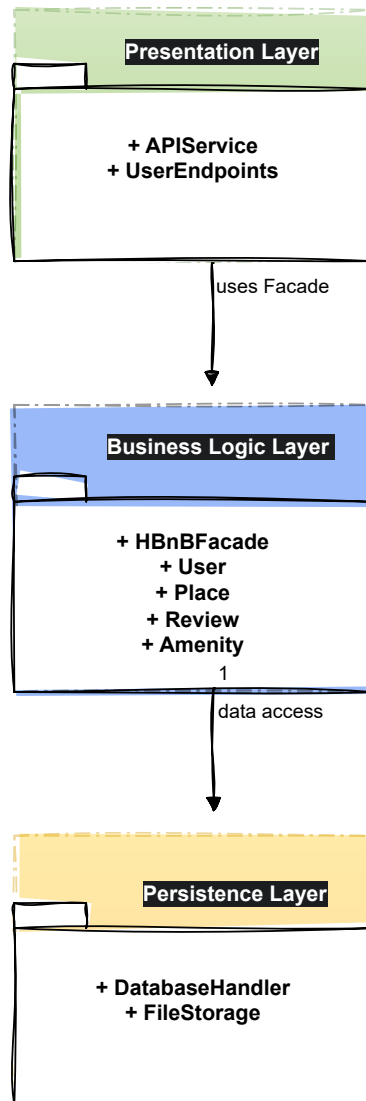 Presentation Layer
+ APIService
+ UserEndpoints
uses Facade
Business Logic Layer
+ HBnBFacade
+ User
+ Place
+ Review
+ Amenity
1
data access
Persistence Layer
+ DatabaseHandler
+ FileStorage